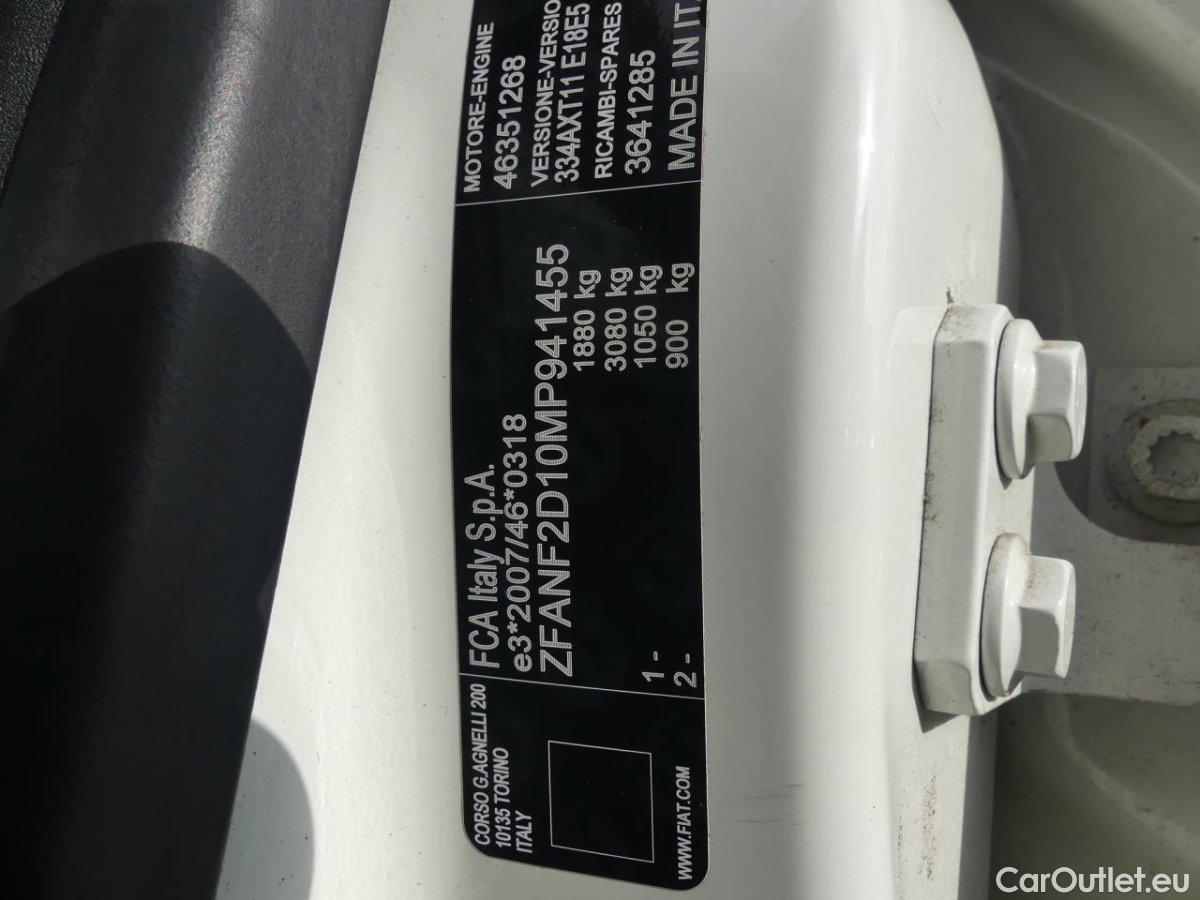 CORSO G.AGNELLI 200
10135 TORINO
ITALY
WWW.FIAT.COM
FCA Italy S.p.A.
e3*2007/46*0318
ZFANF2D10MP941455
1880 kg
3080 kg
1 - 1050 kg
2 - 900 kg
MOTORE-ENGINE
46351268
VERSIONE-VERSIO
334AXT11 E18E5
RICAMBI-SPARES
3641285
MADE IN IT
CarOutlet.eu